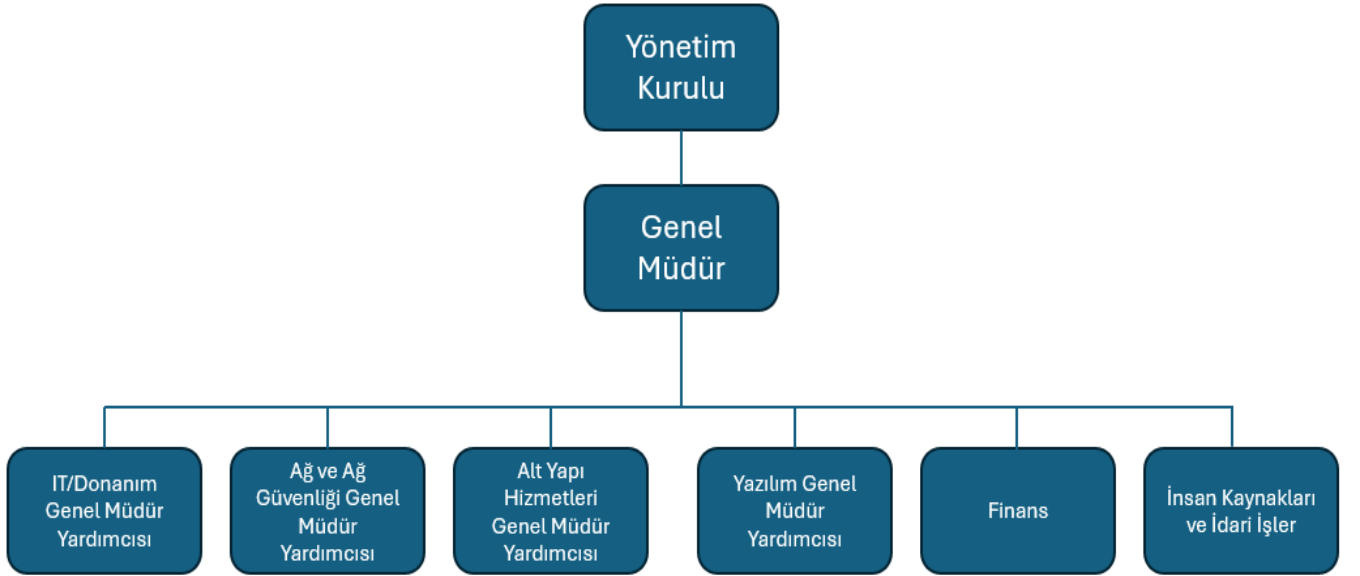 Yönetim
Kurulu
Genel
Müdür
IT/Donanım
Genel Müdür
Yardımcısı
Ağ ve Ağ
Güvenliği Genel
Müdür
Yardımcısı
Alt Yapı
Hizmetleri
Genel Müdür
Yardımcısı
Yazılım Genel
Müdür
Yardımcısı
Finans
İnsan Kaynakları
ve İdari İşler